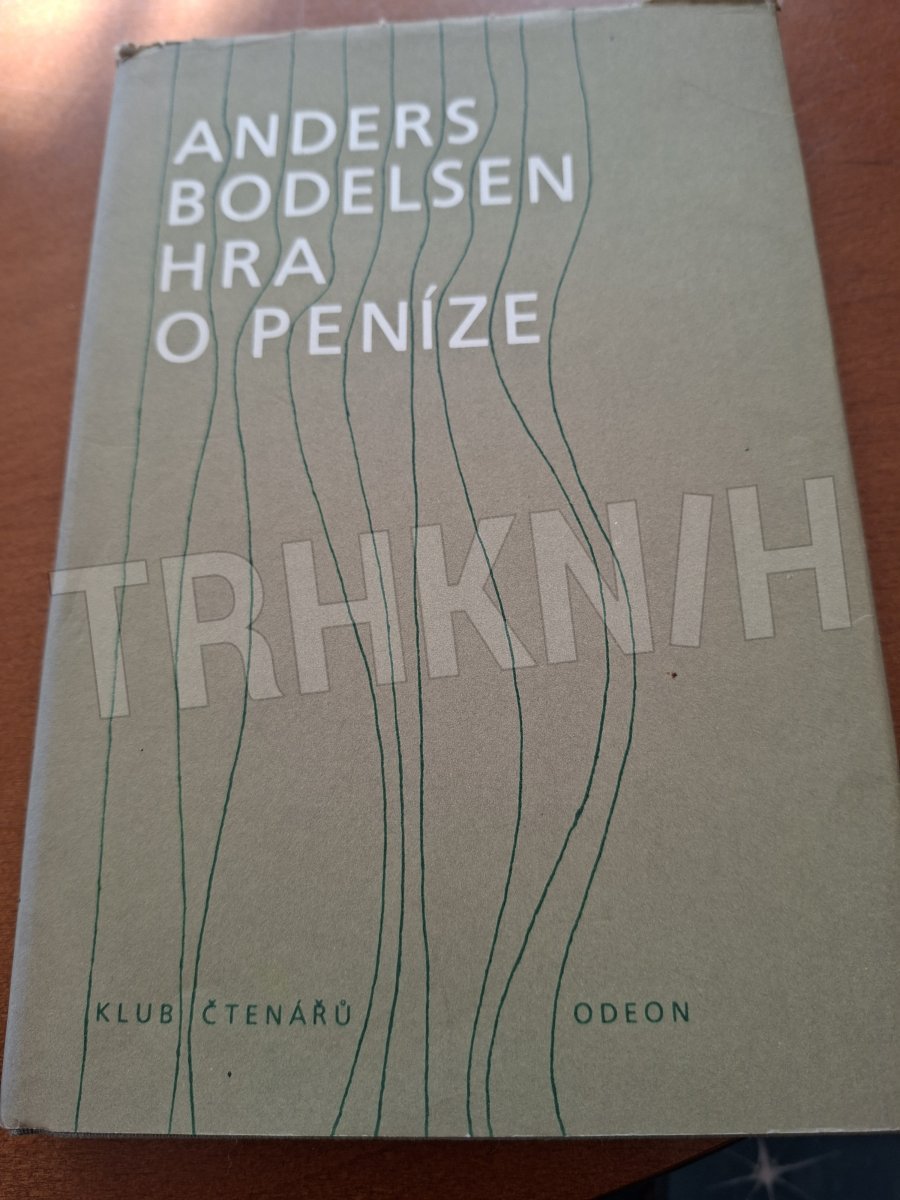 ANDERS
BODELSEN
HRA
O PENÍZE
TRHKNIH
KLUB ČTENÁŘŮ ODEON